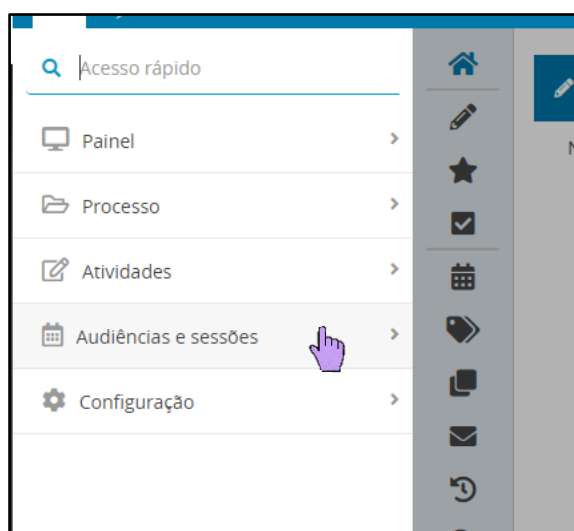 Acesso rápido
Painel
Processo
Atividades
Audiências e sessões
Configuração